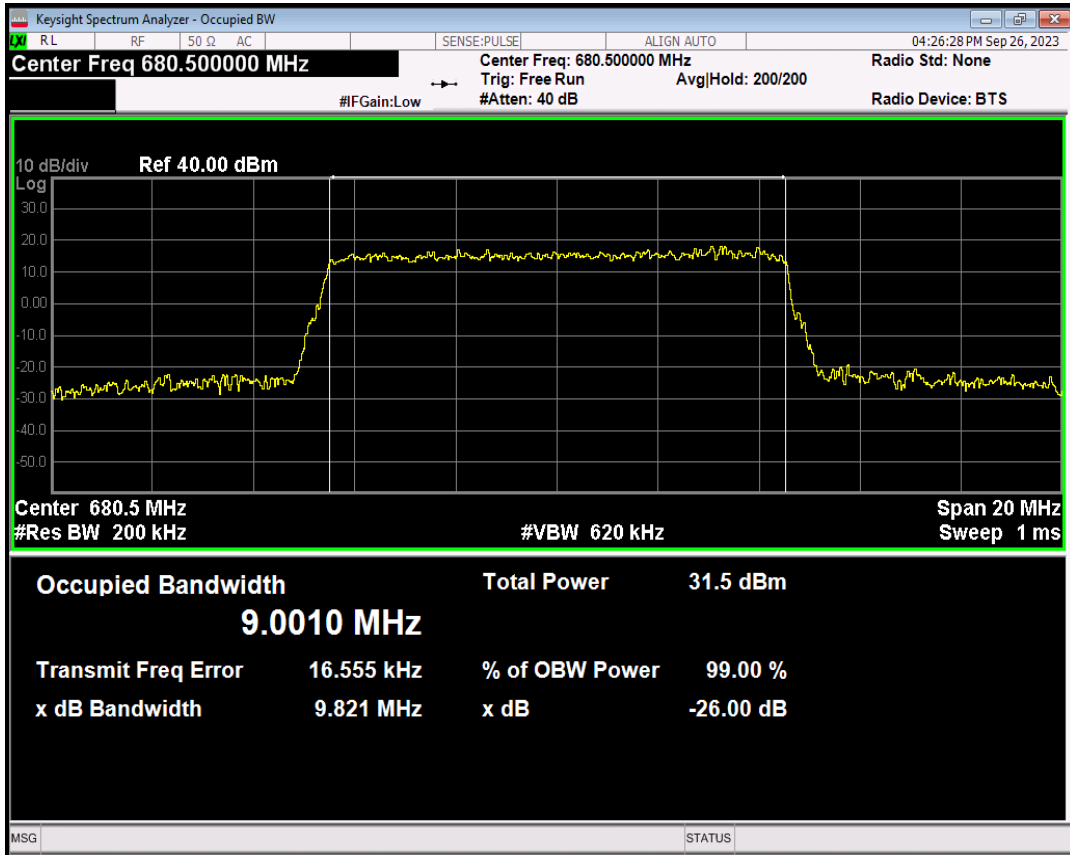 Keysight Spectrum Analyzer - Occupied BW
LXI RL RF 50 Ω AC SENSE:PULSE ALIGN AUTO 04:26:28 PM Sep 26, 2023
Center Freq 680.500000 MHz Center Freq: 680.500000 MHz Radio Std: None
Trig: Free Run Avg|Hold: 200/200
#IFGain:Low #Atten: 40 dB Radio Device: BTS
10 dB/div Ref 40.00 dBm
Log
30.0
20.0
10.0
0.00
-10.0
-20.0
-30.0
-40.0
-50.0
Center 680.5 MHz Span 20 MHz
#Res BW 200 kHz #VBW 620 kHz Sweep 1 ms
Occupied Bandwidth Total Power 31.5 dBm
9.0010 MHz
Transmit Freq Error 16.555 kHz % of OBW Power 99.00 %
x dB Bandwidth 9.821 MHz x dB -26.00 dB
MSG STATUS